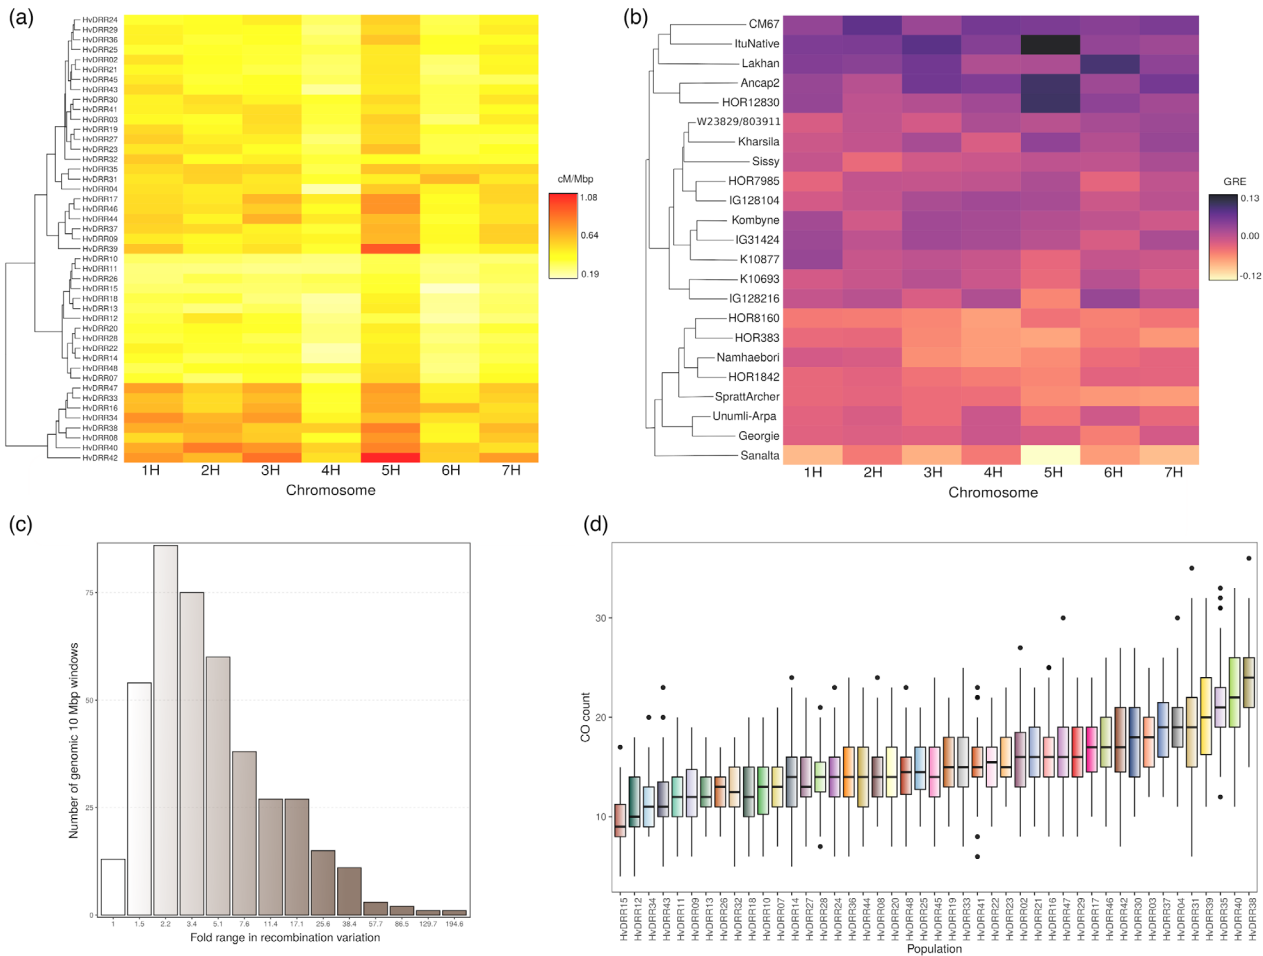 (a)
HvDRR24
HvDRR29
HvDRR36
HvDRR25
HvDRR02
HvDRR21
HvDRR45
HvDRR43
HvDRR30
HvDRR41
HvDRR03
HvDRR19
HvDRR27
HvDRR23
HvDRR32
HvDRR35
HvDRR31
HvDRR04
HvDRR17
HvDRR46
HvDRR44
HvDRR37
HvDRR09
HvDRR39
HvDRR10
HvDRR11
HvDRR26
HvDRR15
HvDRR18
HvDRR13
HvDRR12
HvDRR20
HvDRR28
HvDRR22
HvDRR14
HvDRR48
HvDRR07
HvDRR47
HvDRR33
HvDRR16
HvDRR34
HvDRR38
HvDRR08
HvDRR40
HvDRR42
1H 2H 3H 4H 5H 6H 7H
Chromosome
cM/Mbp
1.08
0.64
0.19
(b)
CM67
ItuNative
Lakhan
Ancap2
HOR12830
W23829/803911
Kharsila
Sissy
HOR7985
IG128104
Kombyne
IG31424
K10877
K10693
IG128216
HOR8160
HOR383
Namhaebori
HOR1842
SprattArcher
Unumli-Arpa
Georgie
Sanalta
1H 2H 3H 4H 5H 6H 7H
Chromosome
GRE
0.13
0.00
-0.12
(c)
Number of genomic 10 Mbp windows
75
50
25
0
1 1.5 2.2 3.4 5.1 7.6 11.4 17.1 25.6 38.4 57.7 86.5 129.7 194.6
Fold range in recombination variation
(d)
CO count
30
20
10
HvDRR15 HvDRR12 HvDRR34 HvDRR43 HvDRR11 HvDRR09 HvDRR13 HvDRR26 HvDRR32 HvDRR18 HvDRR10 HvDRR07 HvDRR14 HvDRR27 HvDRR28 HvDRR24 HvDRR36 HvDRR44 HvDRR08 HvDRR20 HvDRR48 HvDRR25 HvDRR45 HvDRR19 HvDRR33 HvDRR41 HvDRR22 HvDRR23 HvDRR02 HvDRR21 HvDRR16 HvDRR47 HvDRR29 HvDRR17 HvDRR46 HvDRR42 HvDRR30 HvDRR03 HvDRR37 HvDRR04 HvDRR31 HvDRR39 HvDRR35 HvDRR40 HvDRR38
Population